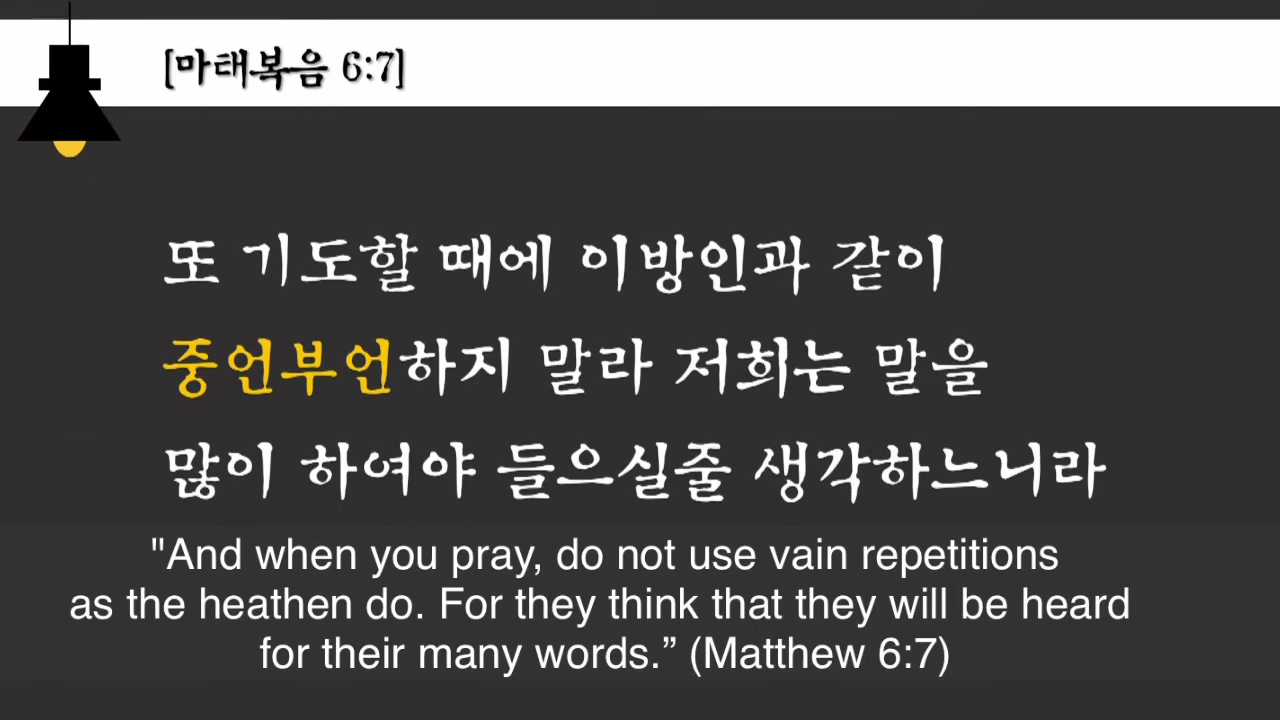 [마태복음 6:7]
또 기도할 때에 이방인과 같이
중언부언하지 말라 저희는 말을
많이 하여야 들으실줄 생각하느니라
"And when you pray, do not use vain repetitions
as the heathen do. For they think that they will be heard
for their many words.” (Matthew 6:7)